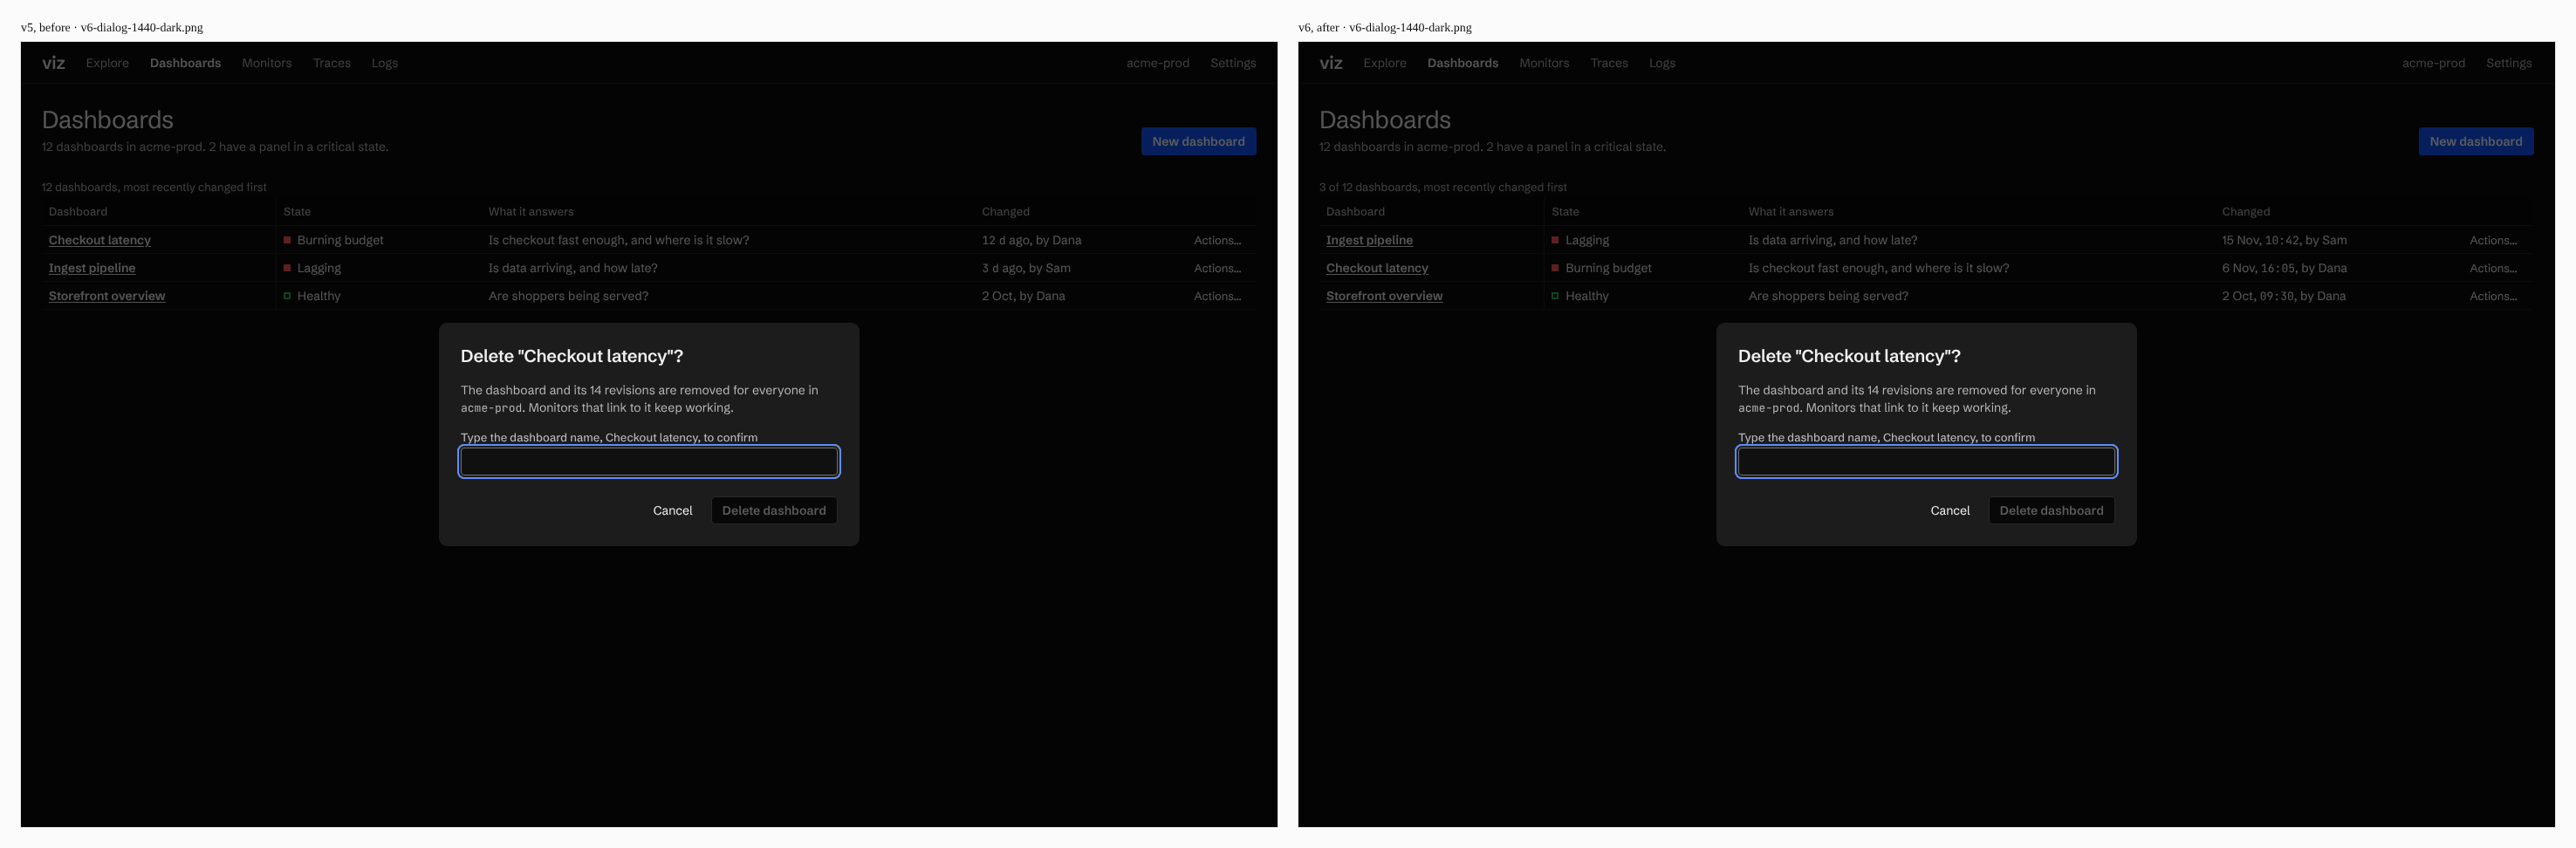 v5, before · v6-dialog-1440-dark.png
viz Explore Dashboards Monitors Traces Logs acme-prod Settings
Dashboards
12 dashboards in acme-prod. 2 have a panel in a critical state.
New dashboard
12 dashboards, most recently changed first
Dashboard State What it answers Changed
Checkout latency Burning budget Is checkout fast enough, and where is it slow? 12 d ago, by Dana Actions...
Ingest pipeline Lagging Is data arriving, and how late? 3 d ago, by Sam Actions...
Storefront overview Healthy Are shoppers being served? 2 Oct, by Dana Actions...
Delete "Checkout latency"?
The dashboard and its 14 revisions are removed for everyone in
acme-prod. Monitors that link to it keep working.
Type the dashboard name, Checkout latency, to confirm
Cancel Delete dashboard
v6, after · v6-dialog-1440-dark.png
viz Explore Dashboards Monitors Traces Logs acme-prod Settings
Dashboards
12 dashboards in acme-prod. 2 have a panel in a critical state.
New dashboard
3 of 12 dashboards, most recently changed first
Dashboard State What it answers Changed
Ingest pipeline Lagging Is data arriving, and how late? 15 Nov, 10:42, by Sam Actions...
Checkout latency Burning budget Is checkout fast enough, and where is it slow? 6 Nov, 16:05, by Dana Actions...
Storefront overview Healthy Are shoppers being served? 2 Oct, 09:30, by Dana Actions...
Delete "Checkout latency"?
The dashboard and its 14 revisions are removed for everyone in
acme-prod. Monitors that link to it keep working.
Type the dashboard name, Checkout latency, to confirm
Cancel Delete dashboard